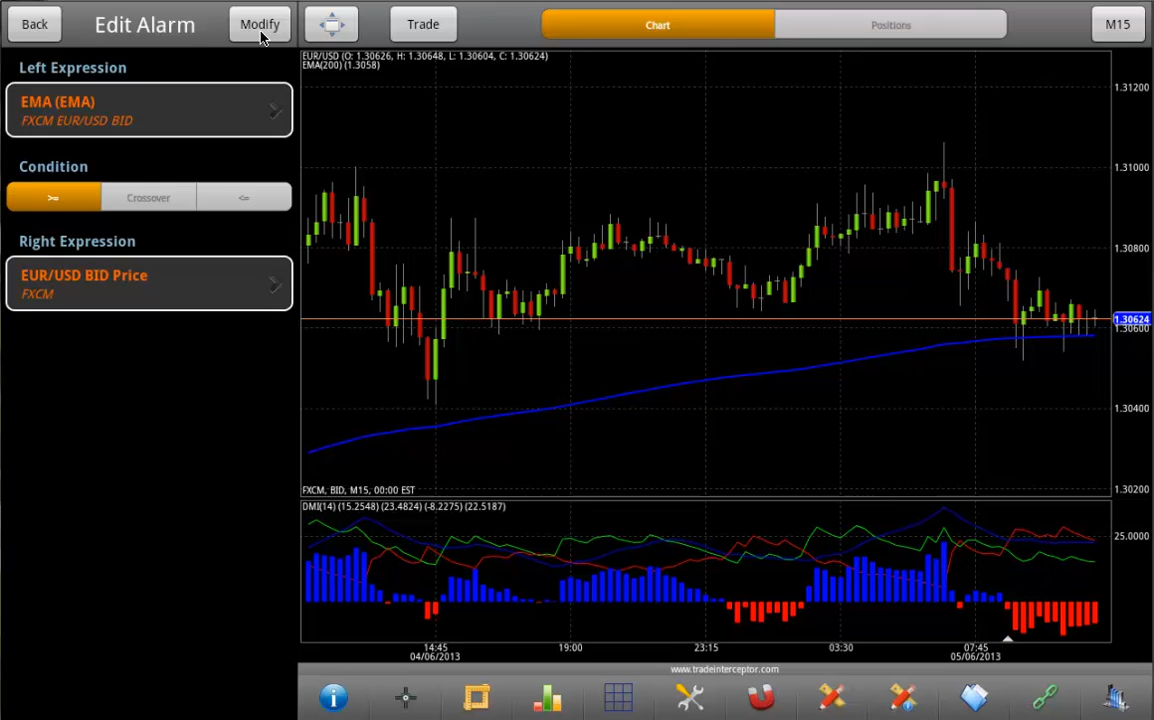 Back
Edit Alarm
Modify
Trade
Chart
Positions
M15
Left Expression
EMA (EMA)
FXCM EUR/USD BID
Condition
>=
Crossover
<=
Right Expression
EUR/USD BID Price
FXCM
EUR/USD (O: 1.30626, H: 1.30648, L: 1.30604, C: 1.30624)
EMA(200) (1.3058)
1.31200
1.31000
1.30800
1.30624
1.30600
1.30400
1.30200
FXCM, BID, M15, 00:00 EST
DMI(14) (15.2548) (23.4824) (-8.2275) (22.5187)
25.0000
14:45 19:00 23:15 03:30 07:45
04/06/2013 05/06/2013
www.tradeinterceptor.com